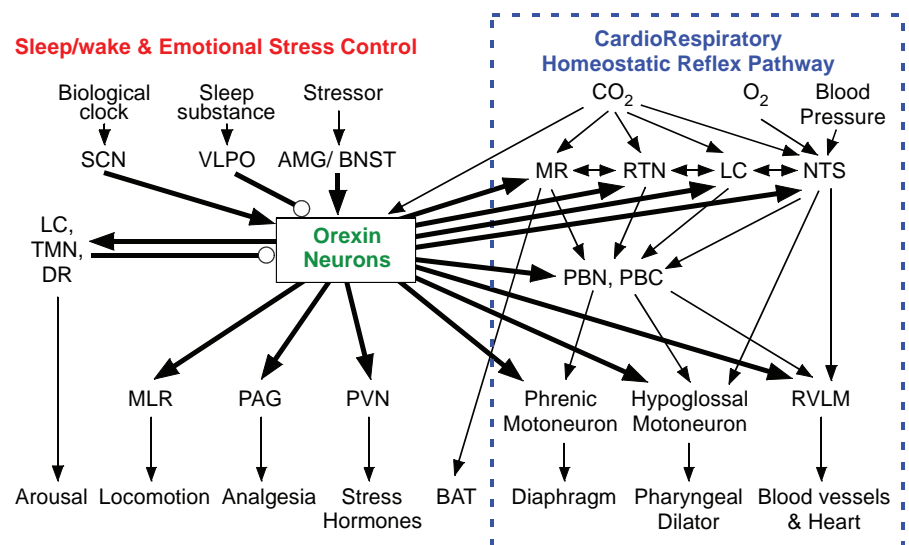 Sleep/wake & Emotional Stress Control
CardioRespiratory
Homeostatic Reflex Pathway
Biological
clock
Sleep
substance
Stressor
CO2
O2
Blood
Pressure
SCN
VLPO
AMG/ BNST
MR
RTN
LC
NTS
LC,
TMN,
DR
Orexin
Neurons
PBN, PBC
MLR
PAG
PVN
Phrenic
Motoneuron
Hypoglossal
Motoneuron
RVLM
Arousal
Locomotion
Analgesia
Stress
Hormones
BAT
Diaphragm
Pharyngeal
Dilator
Blood vessels
& Heart